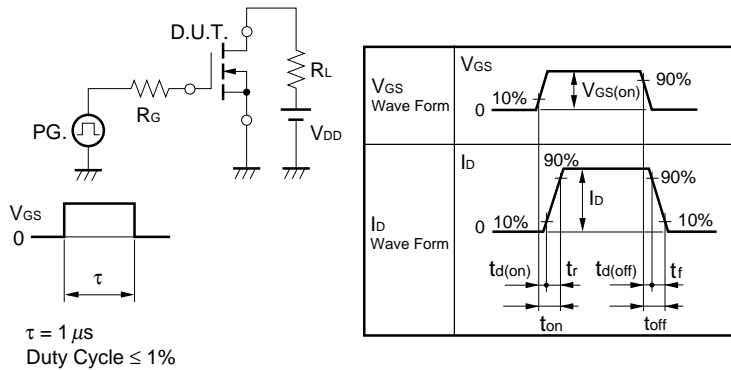 D.U.T.
RL
RG
PG.
VDD
VGS
0
τ
τ = 1 μs
Duty Cycle ≤ 1%
VGS
Wave Form
VGS
10%
0
VGS(on)
90%
ID
Wave Form
ID
90%
90%
ID
0
10%
10%
td(on)
tr
td(off)
tf
ton
toff